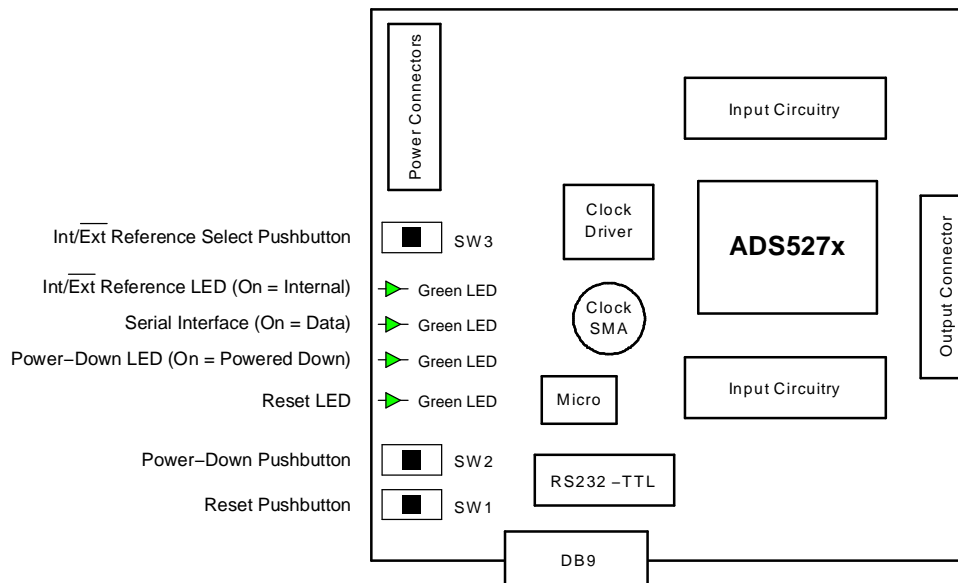 Power Connectors
Input Circuitry
Int/Ext Reference Select Pushbutton
SW3
Clock
Driver
ADS527x
Output Connector
Int/Ext Reference LED (On = Internal)
Green LED
Clock
SMA
Serial Interface (On = Data)
Green LED
Power−Down LED (On = Powered Down)
Green LED
Reset LED
Green LED
Micro
Input Circuitry
Power−Down Pushbutton
SW2
RS232 −TTL
Reset Pushbutton
SW1
DB9